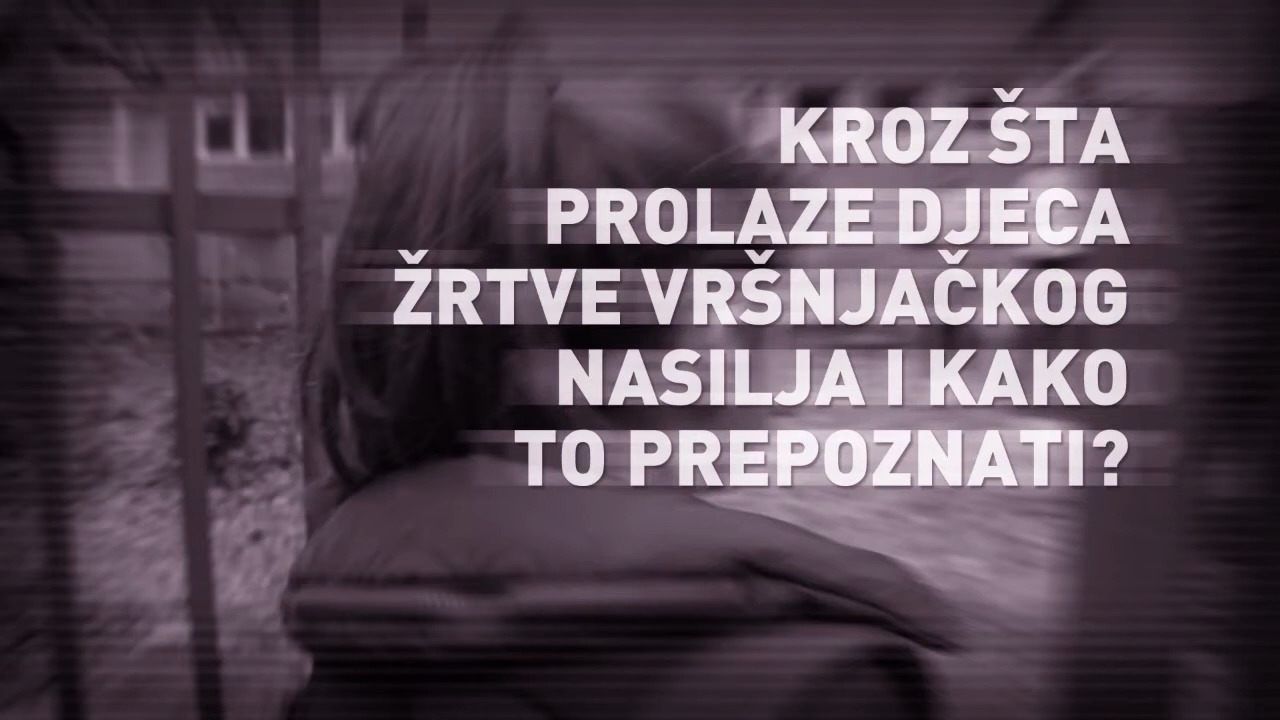 KROZ ŠTA
PROLAZE DJECA
ŽRTVE VRŠNJAČKOG
NASILJA I KAKO
TO PREPOZNATI?